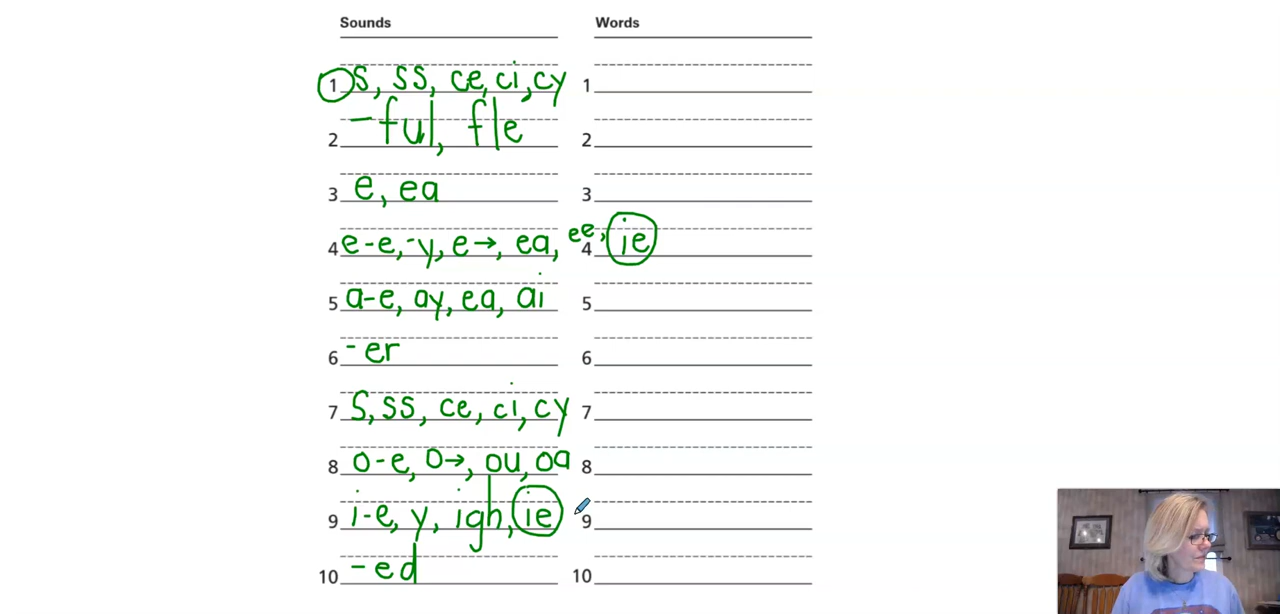 Sounds Words
1 s, ss, ce, ci, cy 1
2 -ful, fle 2
3 e, ea 3
4 e-e, -y, e→, ea, ee, ie 4
5 a-e, ay, ea, ai 5
6 -er 6
7 S, ss, ce, ci, cy 7
8 o-e, o→, ou, oa 8
9 i-e, y, igh, ie 9
10 -ed 10